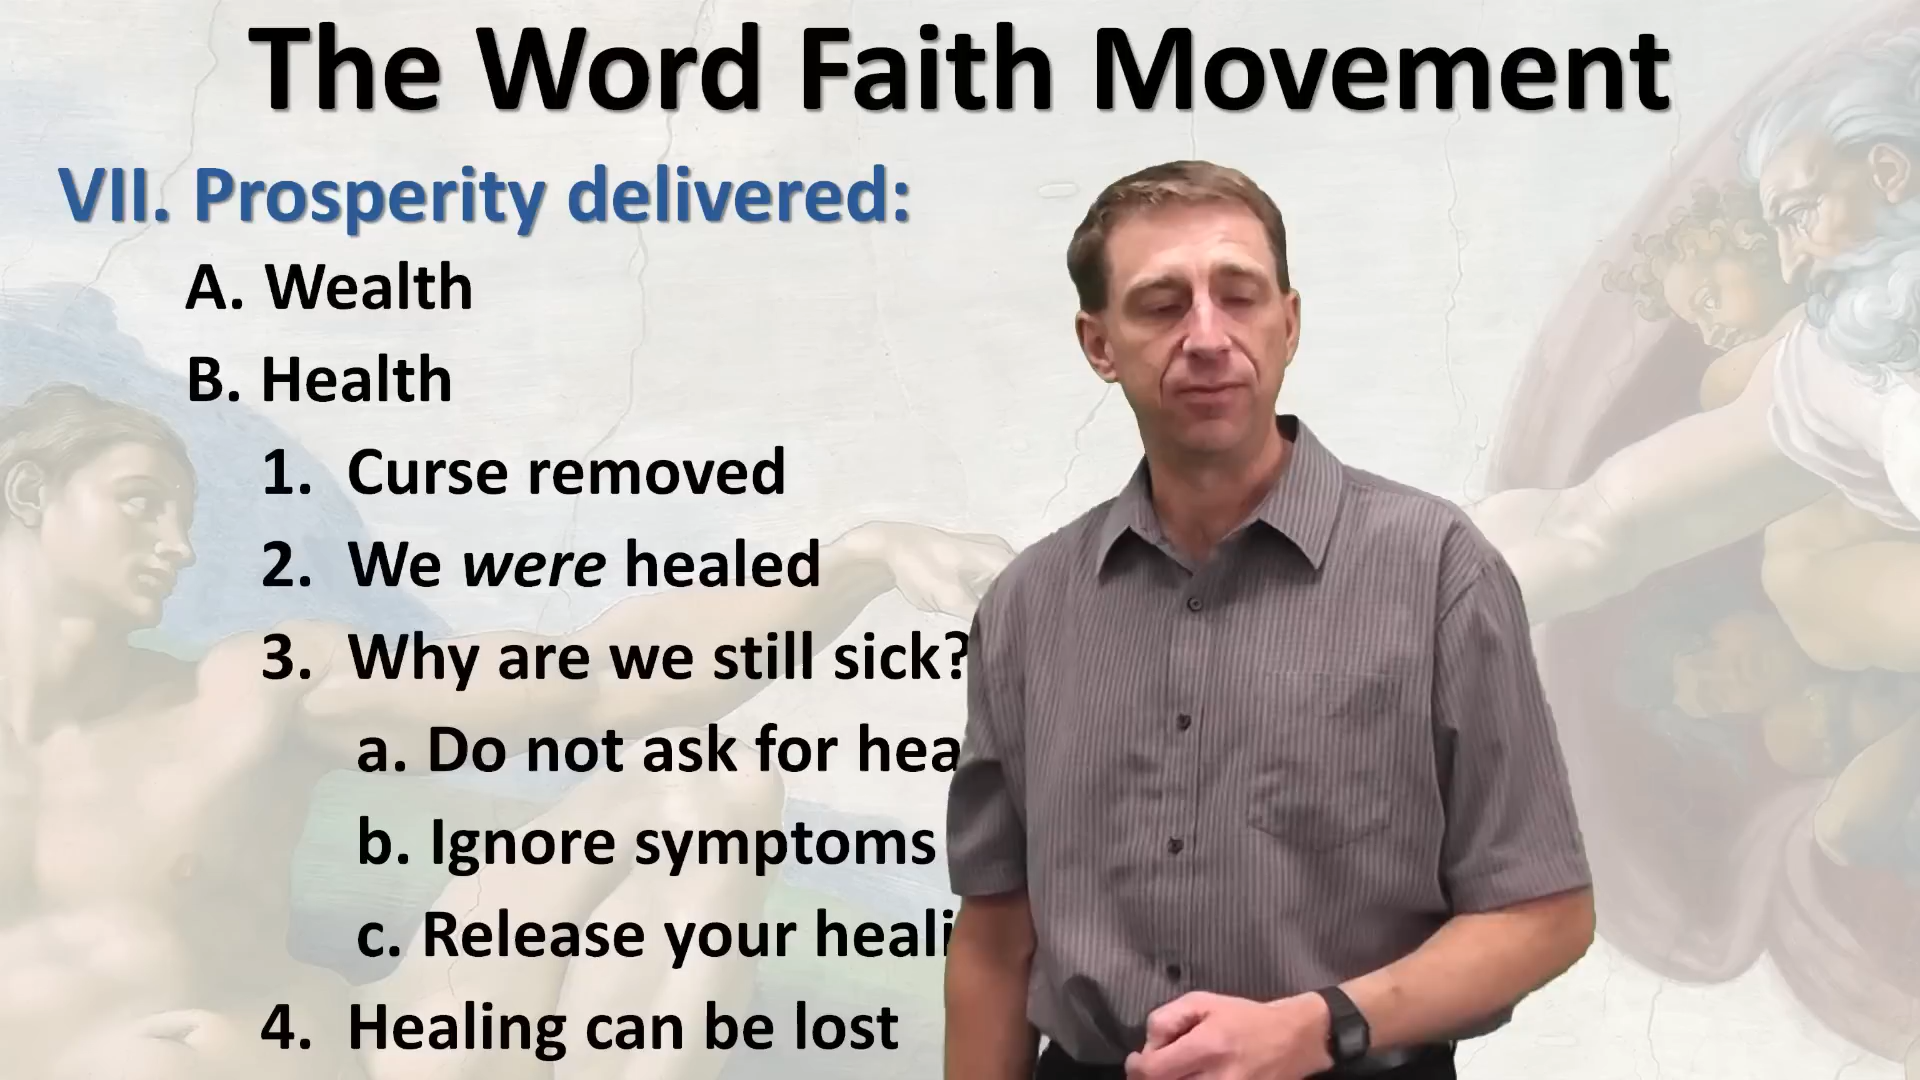 The Word Faith Movement
VII. Prosperity delivered:
A. Wealth
B. Health
1. Curse removed
2. We were healed
3. Why are we still sick?
a. Do not ask for
b. Ignore symptoms
c. Release your
4. Healing can be lost